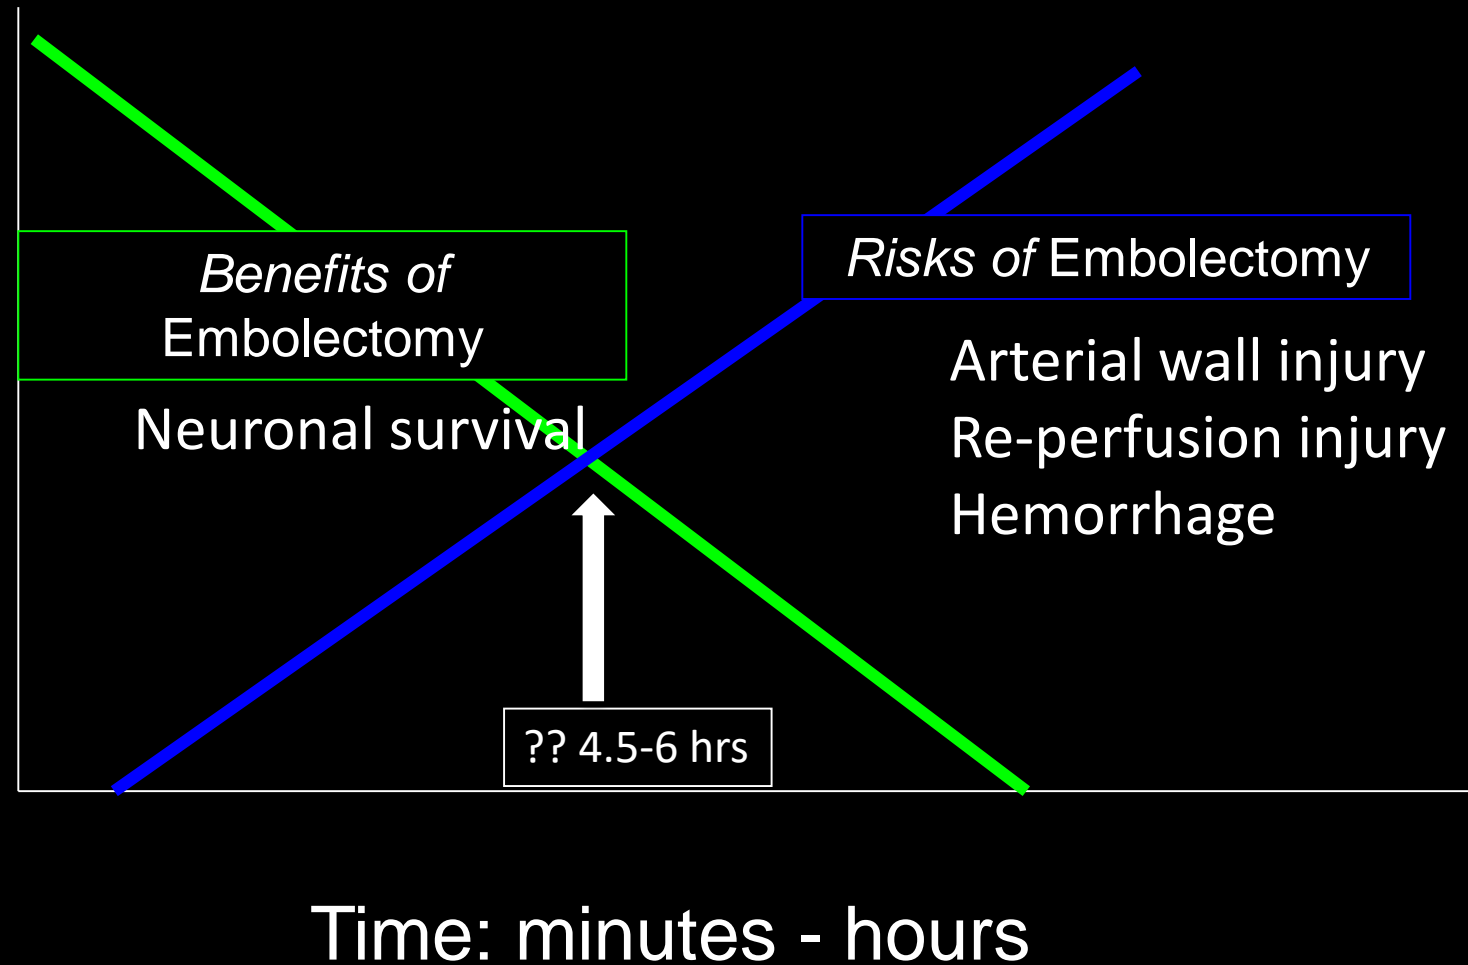 Benefits of
Embolectomy
Neuronal survival
Risks of Embolectomy
Arterial wall injury
Re-perfusion injury
Hemorrhage
?? 4.5-6 hrs
Time: minutes - hours